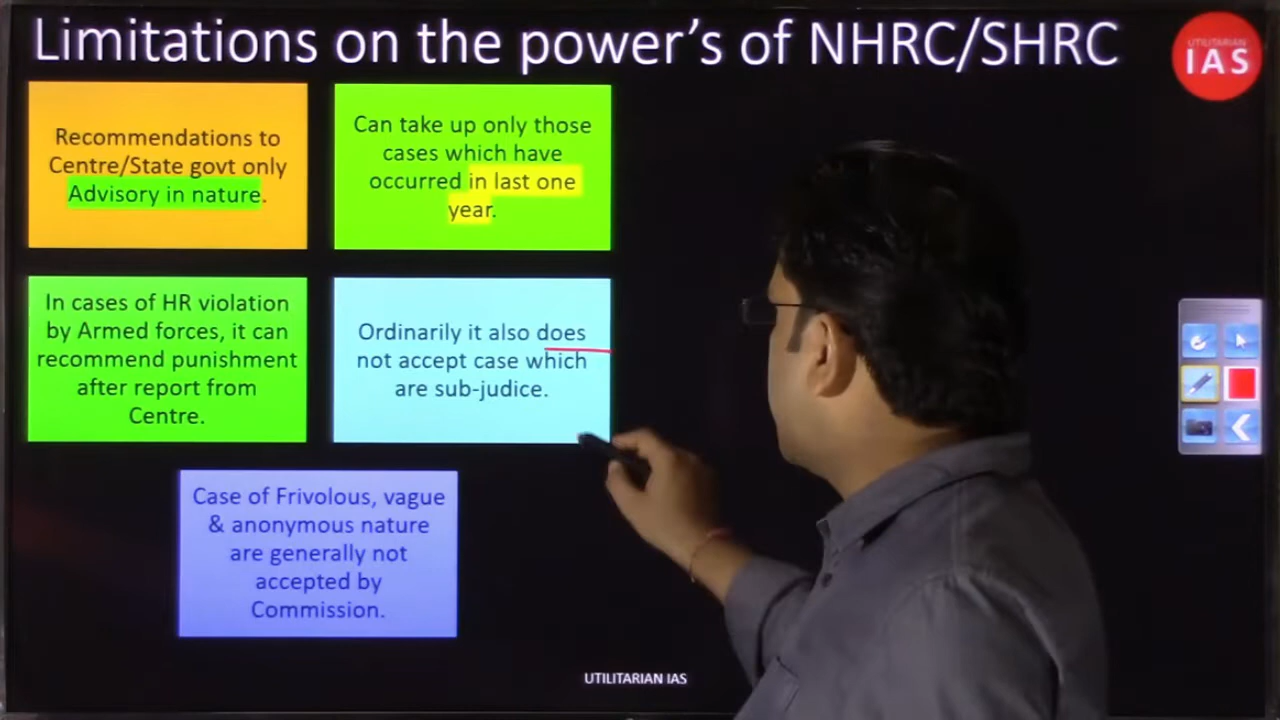 Limitations on the power's of NHRC/SHRC
UTILITARIAN
IAS
Recommendations to
Centre/State govt only
Advisory in nature.
Can take up only those
cases which have
occurred in last one
year.
In cases of HR violation
by Armed forces, it can
recommend punishment
after report from
Centre.
Ordinarily it also does
not accept case which
are sub-judice.
Case of Frivolous, vague
& anonymous nature
are generally not
accepted by
Commission.
UTILITARIAN IAS